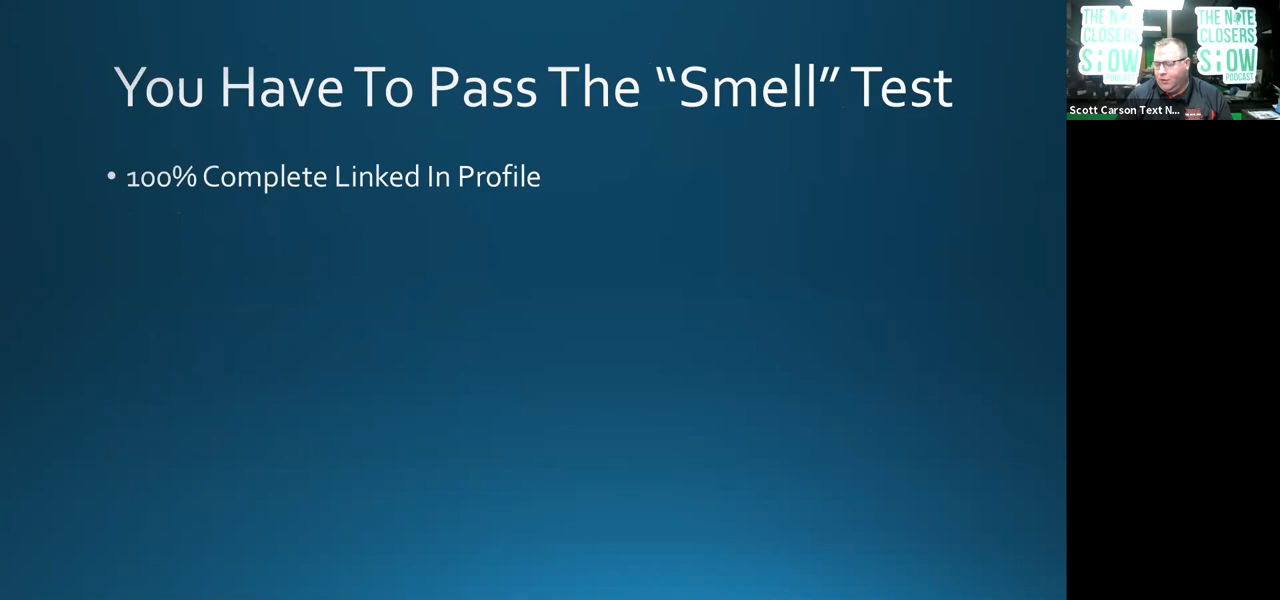 You Have To Pass The “Smell” Test
• 100% Complete Linked In Profile
THE NOTE
CLOSERS
SHOW
PODCAST
THE NOTE
CLOSERS
SHOW
PODCAST
Scott Carson Text N...